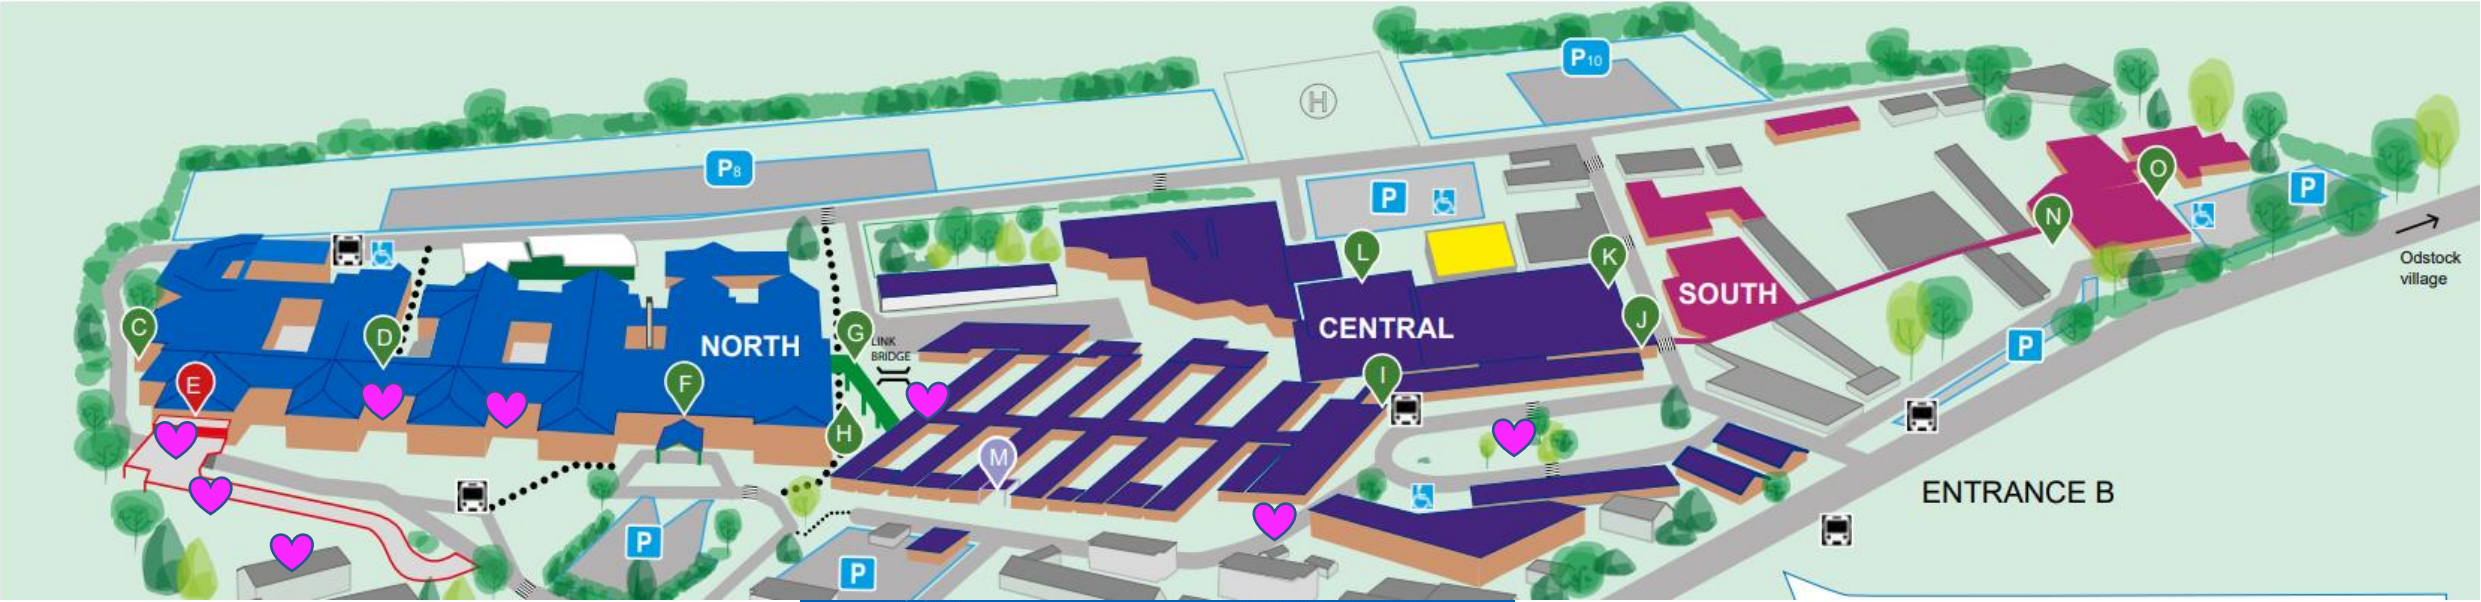 P10
H
P8
P
O
P
N
L
K
C
D
NORTH
G
LINK
BRIDGE
CENTRAL
J
SOUTH
Odstock
village
E
F
H
I
P
M
ENTRANCE B
P
P